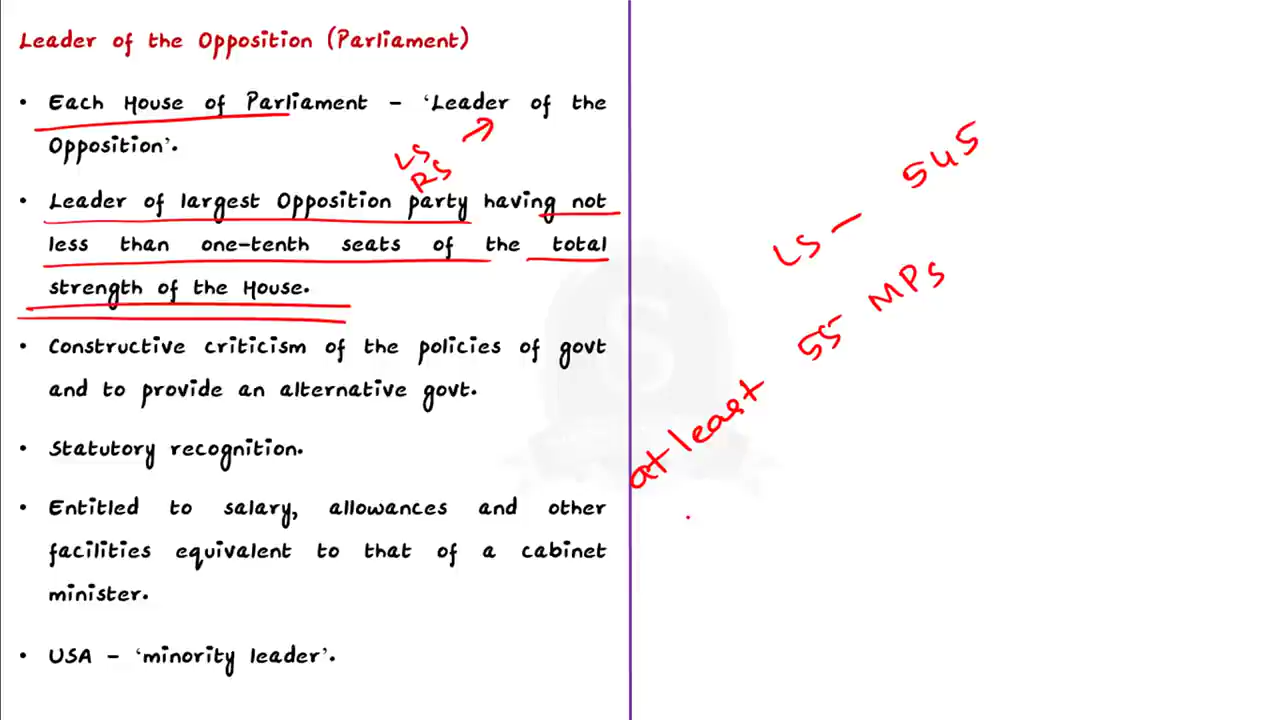 Leader of the Opposition (Parliament)
• Each House of Parliament – ‘Leader of the
Opposition’.
LS
RS
• Leader of largest Opposition party having not
less than one-tenth seats of the total
strength of the House.
• Constructive criticism of the policies of govt
and to provide an alternative govt.
• Statutory recognition.
• Entitled to salary, allowances and other
facilities equivalent to that of a cabinet
minister.
• USA – ‘minority leader’.
LS – 545
at least 55 MPs